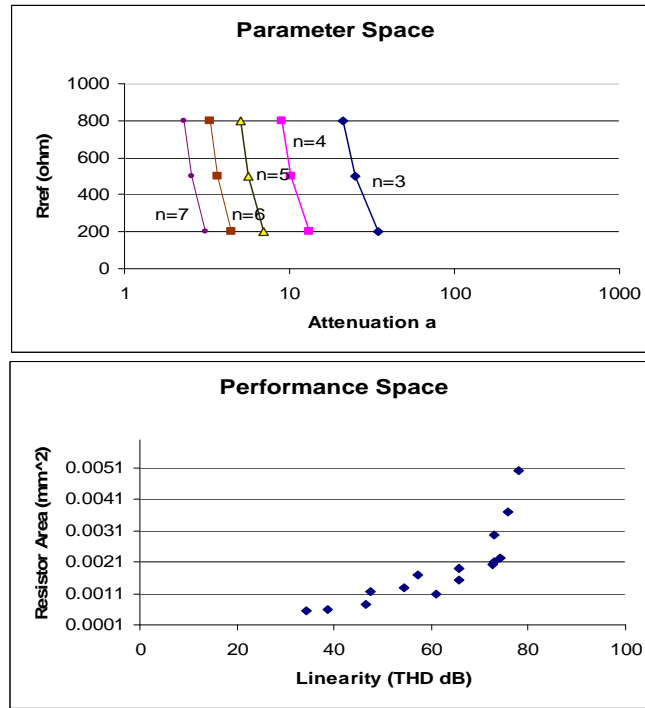 Parameter Space
1000
800
600
400
200
0
Rref (ohm)
n=7
n=6
n=5
n=4
n=3
1 10 100 1000
Attenuation a
Performance Space
0.0051
0.0041
0.0031
0.0021
0.0011
0.0001
Resistor Area (mm^2)
0 20 40 60 80 100
Linearity (THD dB)